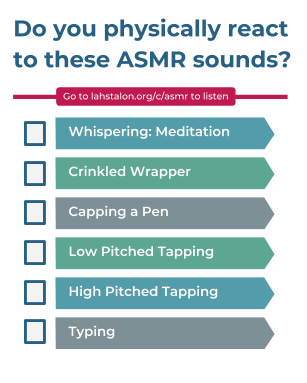 Do you physically react
to these ASMR sounds?
Go to lahstalon.org/c/asmr to listen
Whispering: Meditation
Crinkled Wrapper
Capping a Pen
Low Pitched Tapping
High Pitched Tapping
Typing